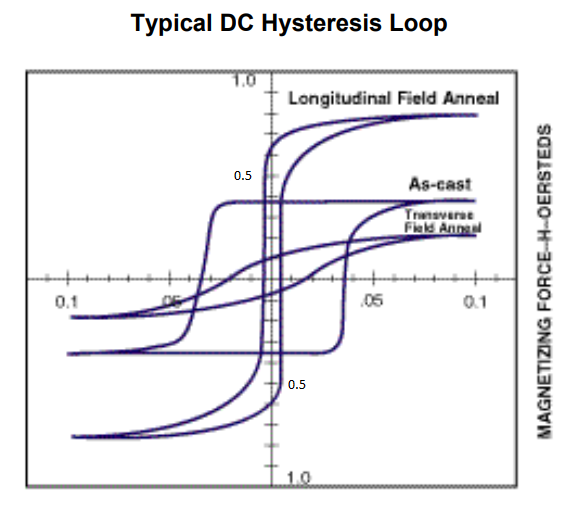 Typical DC Hysteresis Loop
1.0
Longitudinal Field Anneal
0.5
As-cast
Transverse
Field Anneal
0.1
.05
.05
0.1
0.5
1.0
MAGNETIZING FORCE-H-OERSTEDS